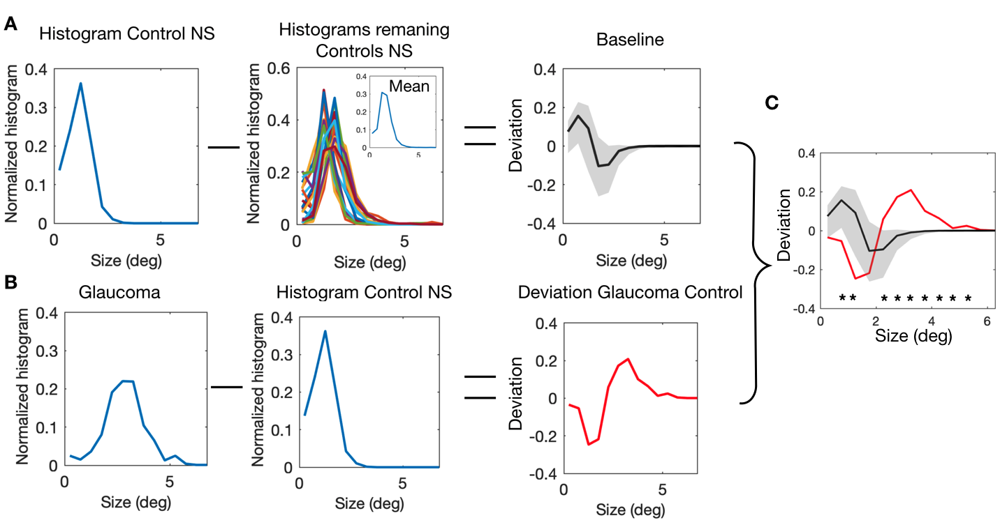 A
Histogram Control NS
Normalized histogram
0.4
0.3
0.2
0.1
0
0
5
Size (deg)
Histograms remaning
Controls NS
Normalized histogram
0.6
0.4
0.2
0
0
5
Size (deg)
Mean
0.4
0.3
0.2
0.1
0
0
5
Baseline
Deviation
0.4
0.2
0
-0.2
-0.4
0
5
Size (deg)
B
Glaucoma
Normalized histogram
0.4
0.3
0.2
0.1
0
0
5
Size (deg)
Histogram Control NS
Normalized histogram
0.4
0.3
0.2
0.1
0
0
5
Size (deg)
Deviation Glaucoma Control
Deviation
0.4
0.2
0
-0.2
-0.4
0
5
Size (deg)
C
Deviation
0.4
0.2
0
-0.2
-0.4
* * * * * * * * *
0
2
4
6
Size (deg)